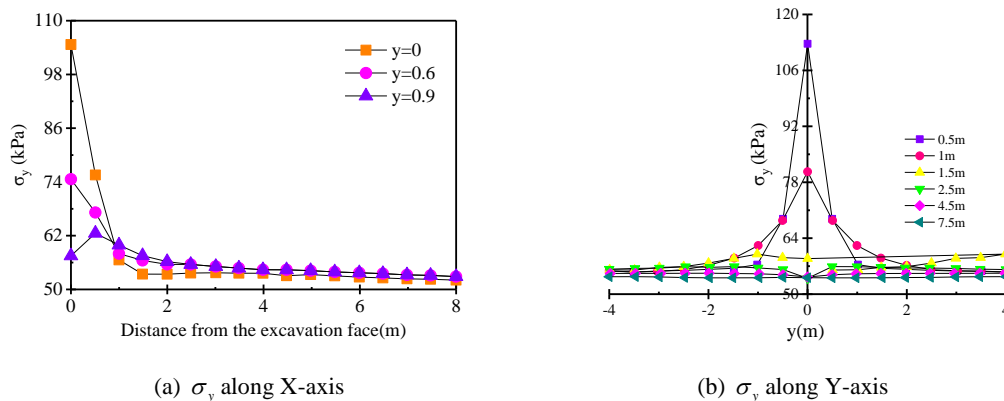 110
98
86
74
62
50
σy (kPa)
y=0
y=0.6
y=0.9
0 2 4 6 8
Distance from the excavation face(m)
(a) σy along X-axis
120
106
92
78
64
50
σy (kPa)
0.5m
1m
1.5m
2.5m
4.5m
7.5m
-4 -2 0 2 4
y(m)
(b) σy along Y-axis